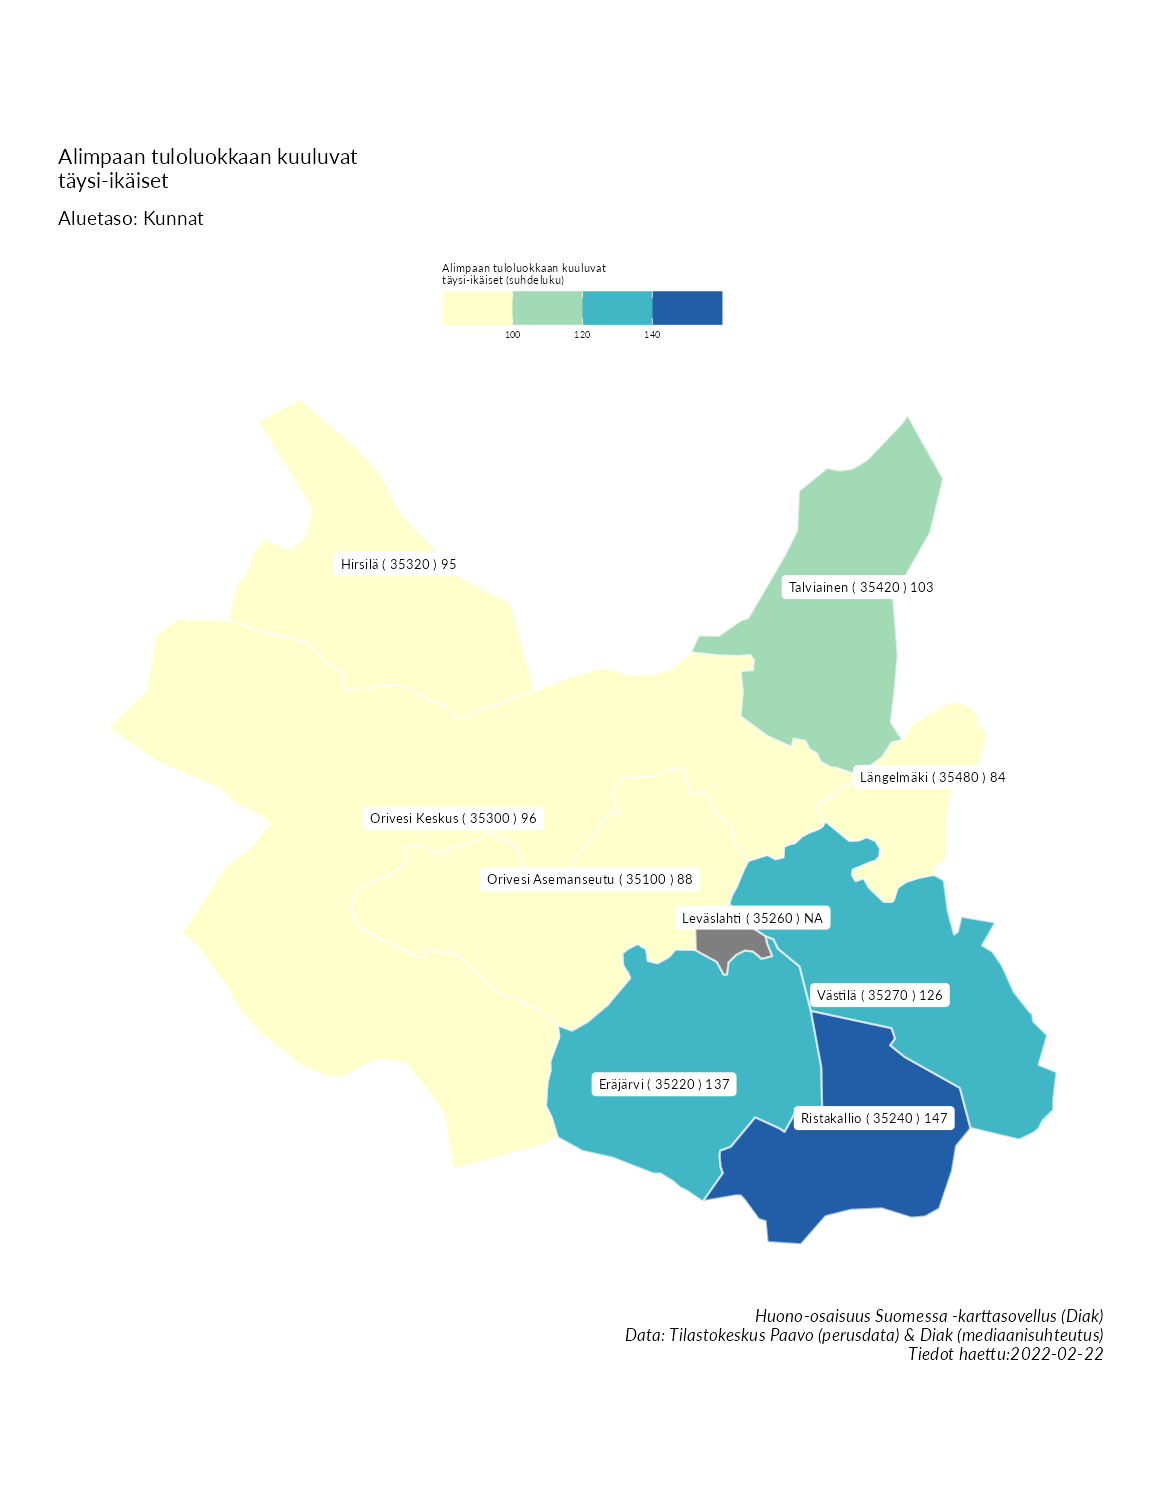 Alimpaan tuloluokkaan kuuluvat
täysi-ikäiset
Aluetaso: Kunnat
Alimpaan tuloluokkaan kuuluvat
täysi-ikäiset (suhdeluku)
100 120 140
Hirsilä ( 35320 ) 95
Talviainen ( 35420 ) 103
Längelmäki ( 35480 ) 84
Orivesi Keskus ( 35300 ) 96
Orivesi Asemanseutu ( 35100 ) 88
Leväslahti ( 35260 ) NA
Västilä ( 35270 ) 126
Eräjärvi ( 35220 ) 137
Ristakallio ( 35240 ) 147
Huono-osaisuus Suomessa -karttasovellus (Diak)
Data: Tilastokeskus Paavo (perusdata) & Diak (mediaanisuhteutus)
Tiedot haettu:2022-02-22